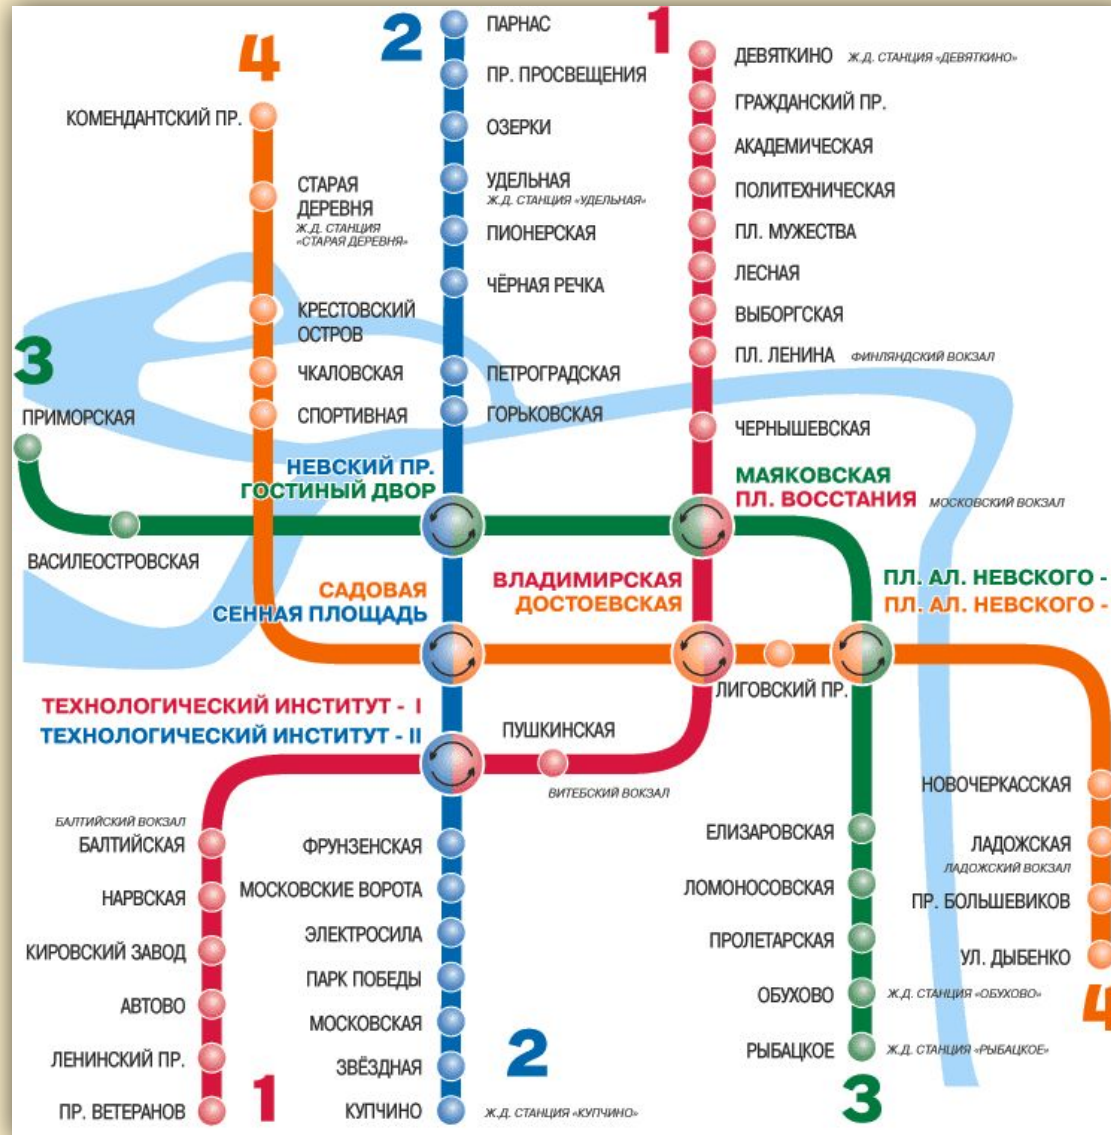 4
КОМЕНДАНТСКИЙ ПР.
СТАРАЯ
ДЕРЕВНЯ
Ж.Д. СТАНЦИЯ
«СТАРАЯ ДЕРЕВНЯ»
КРЕСТОВСКИЙ
ОСТРОВ
ЧКАЛОВСКАЯ
СПОРТИВНАЯ
2
ПАРНАС
ПР. ПРОСВЕЩЕНИЯ
ОЗЕРКИ
УДЕЛЬНАЯ
Ж.Д. СТАНЦИЯ «УДЕЛЬНАЯ»
ПИОНЕРСКАЯ
ЧЁРНАЯ РЕЧКА
ПЕТРОГРАДСКАЯ
ГОРЬКОВСКАЯ
1
ДЕВЯТКИНО Ж.Д. СТАНЦИЯ «ДЕВЯТКИНО»
ГРАЖДАНСКИЙ ПР.
АКАДЕМИЧЕСКАЯ
ПОЛИТЕХНИЧЕСКАЯ
ПЛ. МУЖЕСТВА
ЛЕСНАЯ
ВЫБОРГСКАЯ
ПЛ. ЛЕНИНА ФИНЛЯНДСКИЙ ВОКЗАЛ
ЧЕРНЫШЕВСКАЯ
3
ПРИМОРСКАЯ
ВАСИЛЕОСТРОВСКАЯ
НЕВСКИЙ ПР.
ГОСТИНЫЙ ДВОР
МАЯКОВСКАЯ
ПЛ. ВОССТАНИЯ МОСКОВСКИЙ ВОКЗАЛ
САДОВАЯ
СЕННАЯ ПЛОЩАДЬ
ВЛАДИМИРСКАЯ
ДОСТОЕВСКАЯ
ПЛ. АЛ. НЕВСКОГО -
ПЛ. АЛ. НЕВСКОГО -
ЛИГОВСКИЙ ПР.
ТЕХНОЛОГИЧЕСКИЙ ИНСТИТУТ - I
ТЕХНОЛОГИЧЕСКИЙ ИНСТИТУТ - II
ПУШКИНСКАЯ
ВИТЕБСКИЙ ВОКЗАЛ
БАЛТИЙСКИЙ ВОКЗАЛ
БАЛТИЙСКАЯ
НАРВСКАЯ
КИРОВСКИЙ ЗАВОД
АВТОВО
ЛЕНИНСКИЙ ПР.
ПР. ВЕТЕРАНОВ
1
ФРУНЗЕНСКАЯ
МОСКОВСКИЕ ВОРОТА
ЭЛЕКТРОСИЛА
ПАРК ПОБЕДЫ
МОСКОВСКАЯ
ЗВЁЗДНАЯ
КУПЧИНО Ж.Д. СТАНЦИЯ «КУПЧИНО»
2
ЕЛИЗАРОВСКАЯ
ЛОМОНОСОВСКАЯ
ПРОЛЕТАРСКАЯ
ОБУХОВО Ж.Д. СТАНЦИЯ «ОБУХОВО»
РЫБАЦКОЕ Ж.Д. СТАНЦИЯ «РЫБАЦКОЕ»
3
НОВОЧЕРКАССКАЯ
ЛАДОЖСКАЯ
ЛАДОЖСКИЙ ВОКЗАЛ
ПР. БОЛЬШЕВИКОВ
УЛ. ДЫБЕНКО
4